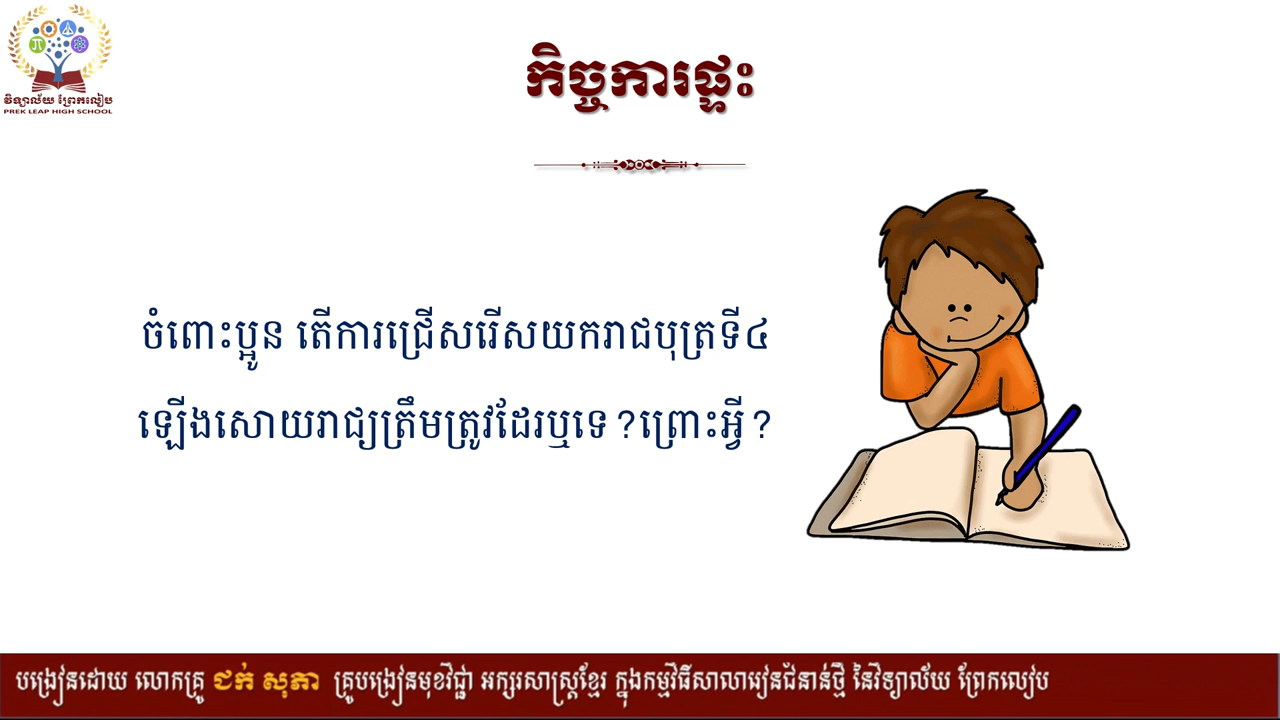 វិទ្យាល័យ ព្រែកលៀប
PREK LEAP HIGH SCHOOL
កិច្ចការផ្ទះ
ចំពោះប្អូន តើការជ្រើសរើសយករាជបុត្រទី៤
ឡើងសោយរាជ្យត្រឹមត្រូវដែរឬទេ?ព្រោះអ្វី?
បង្រៀនដោយ លោកគ្រូ ជក់ សុភា គ្រូបង្រៀនមុខវិជ្ជា អក្សរសាស្ត្រខ្មែរ ក្នុងកម្មវិធីសាលារៀនជំនាន់ថ្មី នៃវិទ្យាល័យ ព្រែកលៀប